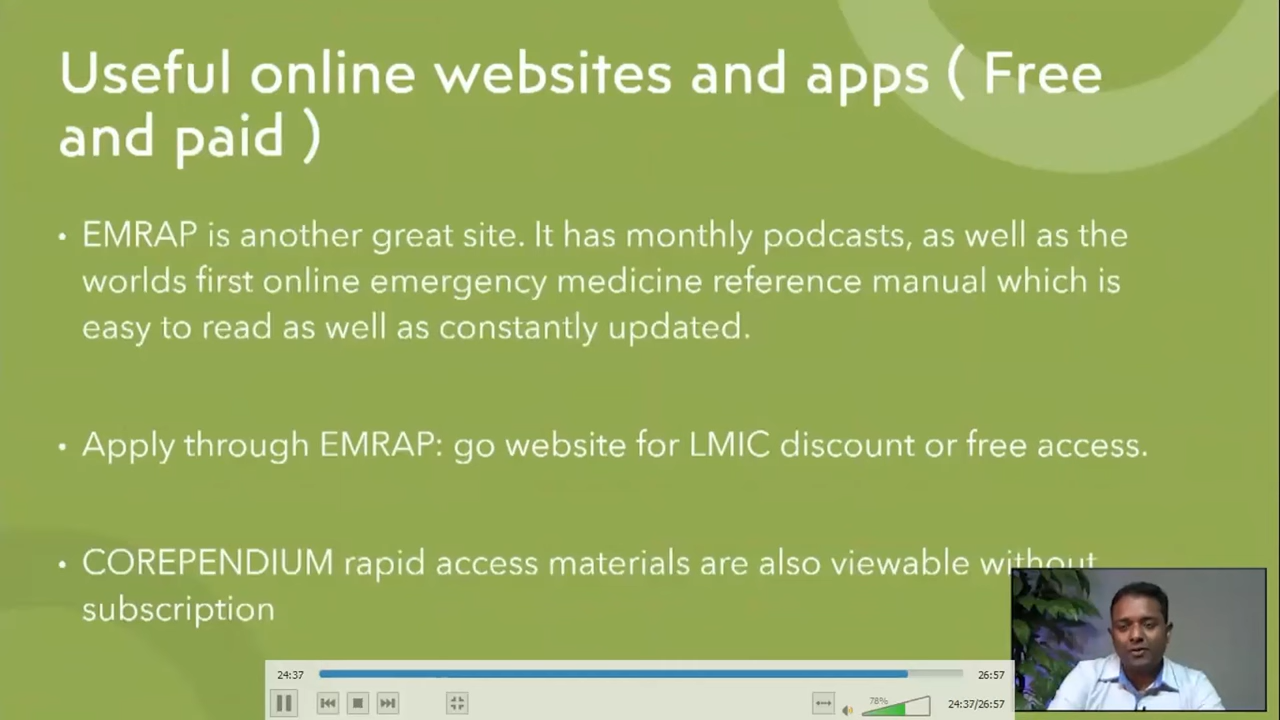 Useful online websites and apps ( Free
and paid )
• EMRAP is another great site. It has monthly podcasts, as well as the
worlds first online emergency medicine reference manual which is
easy to read as well as constantly updated.
• Apply through EMRAP: go website for LMIC discount or free access.
• COREPENDIUM rapid access materials are also viewable without
subscription
24:37
26:57
78%
24:37/26:57